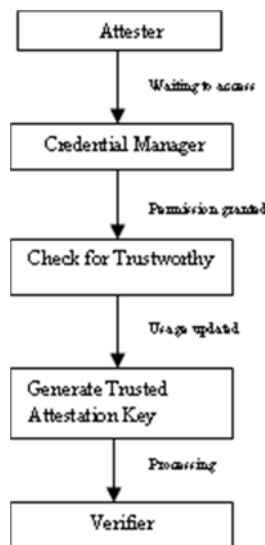 Attester
Waiting to access
Credential Manager
Permission granted
Check for Trustworthy
Usage updated
Generate Trusted
Attestation Key
Processing
Verifier